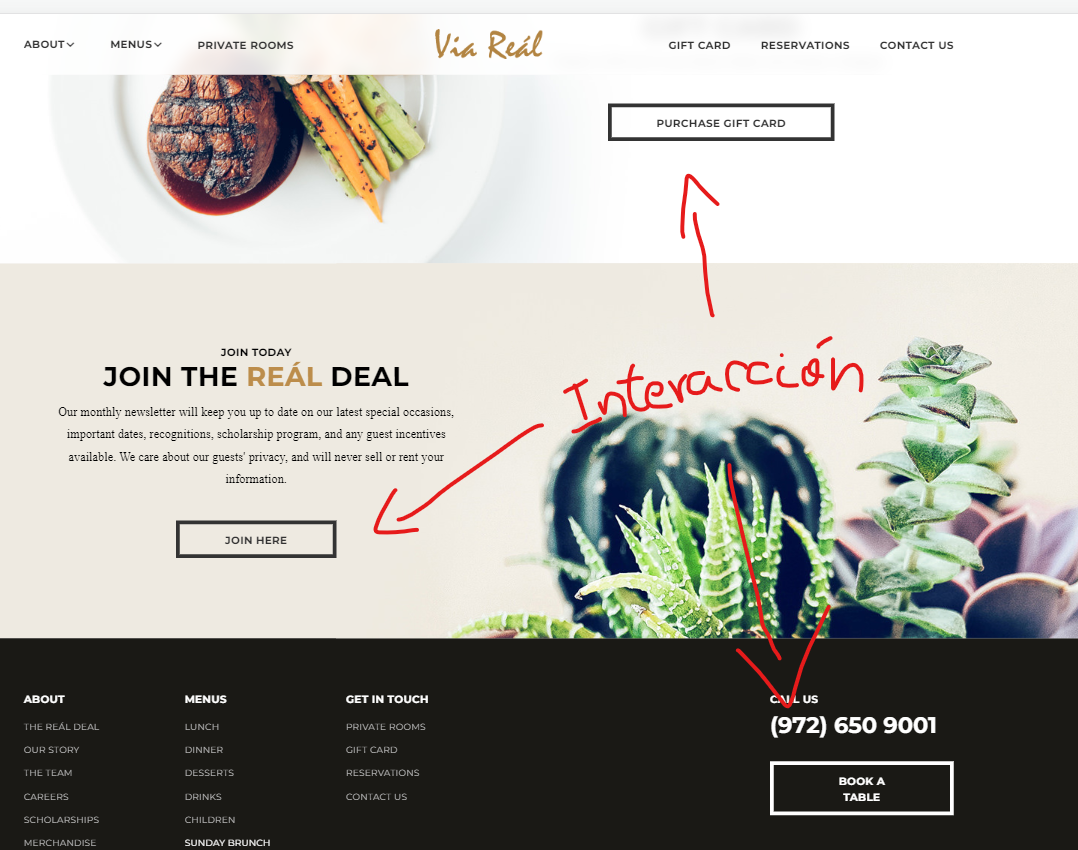 ABOUT MENUS PRIVATE ROOMS Via Reál GIFT CARD RESERVATIONS CONTACT US
PURCHASE GIFT CARD
Interacción
JOIN TODAY
JOIN THE REÁL DEAL
Our monthly newsletter will keep you up to date on our latest special occasions,
important dates, recognitions, scholarship program, and any guest incentives
available. We care about our guests' privacy, and will never sell or rent your
information.
JOIN HERE
ABOUT
THE REÁL DEAL
OUR STORY
THE TEAM
CAREERS
SCHOLARSHIPS
MERCHANDISE
MENUS
LUNCH
DINNER
DESSERTS
DRINKS
CHILDREN
SUNDAY BRUNCH
GET IN TOUCH
PRIVATE ROOMS
GIFT CARD
RESERVATIONS
CONTACT US
CALL US
(972) 650 9001
BOOK A
TABLE